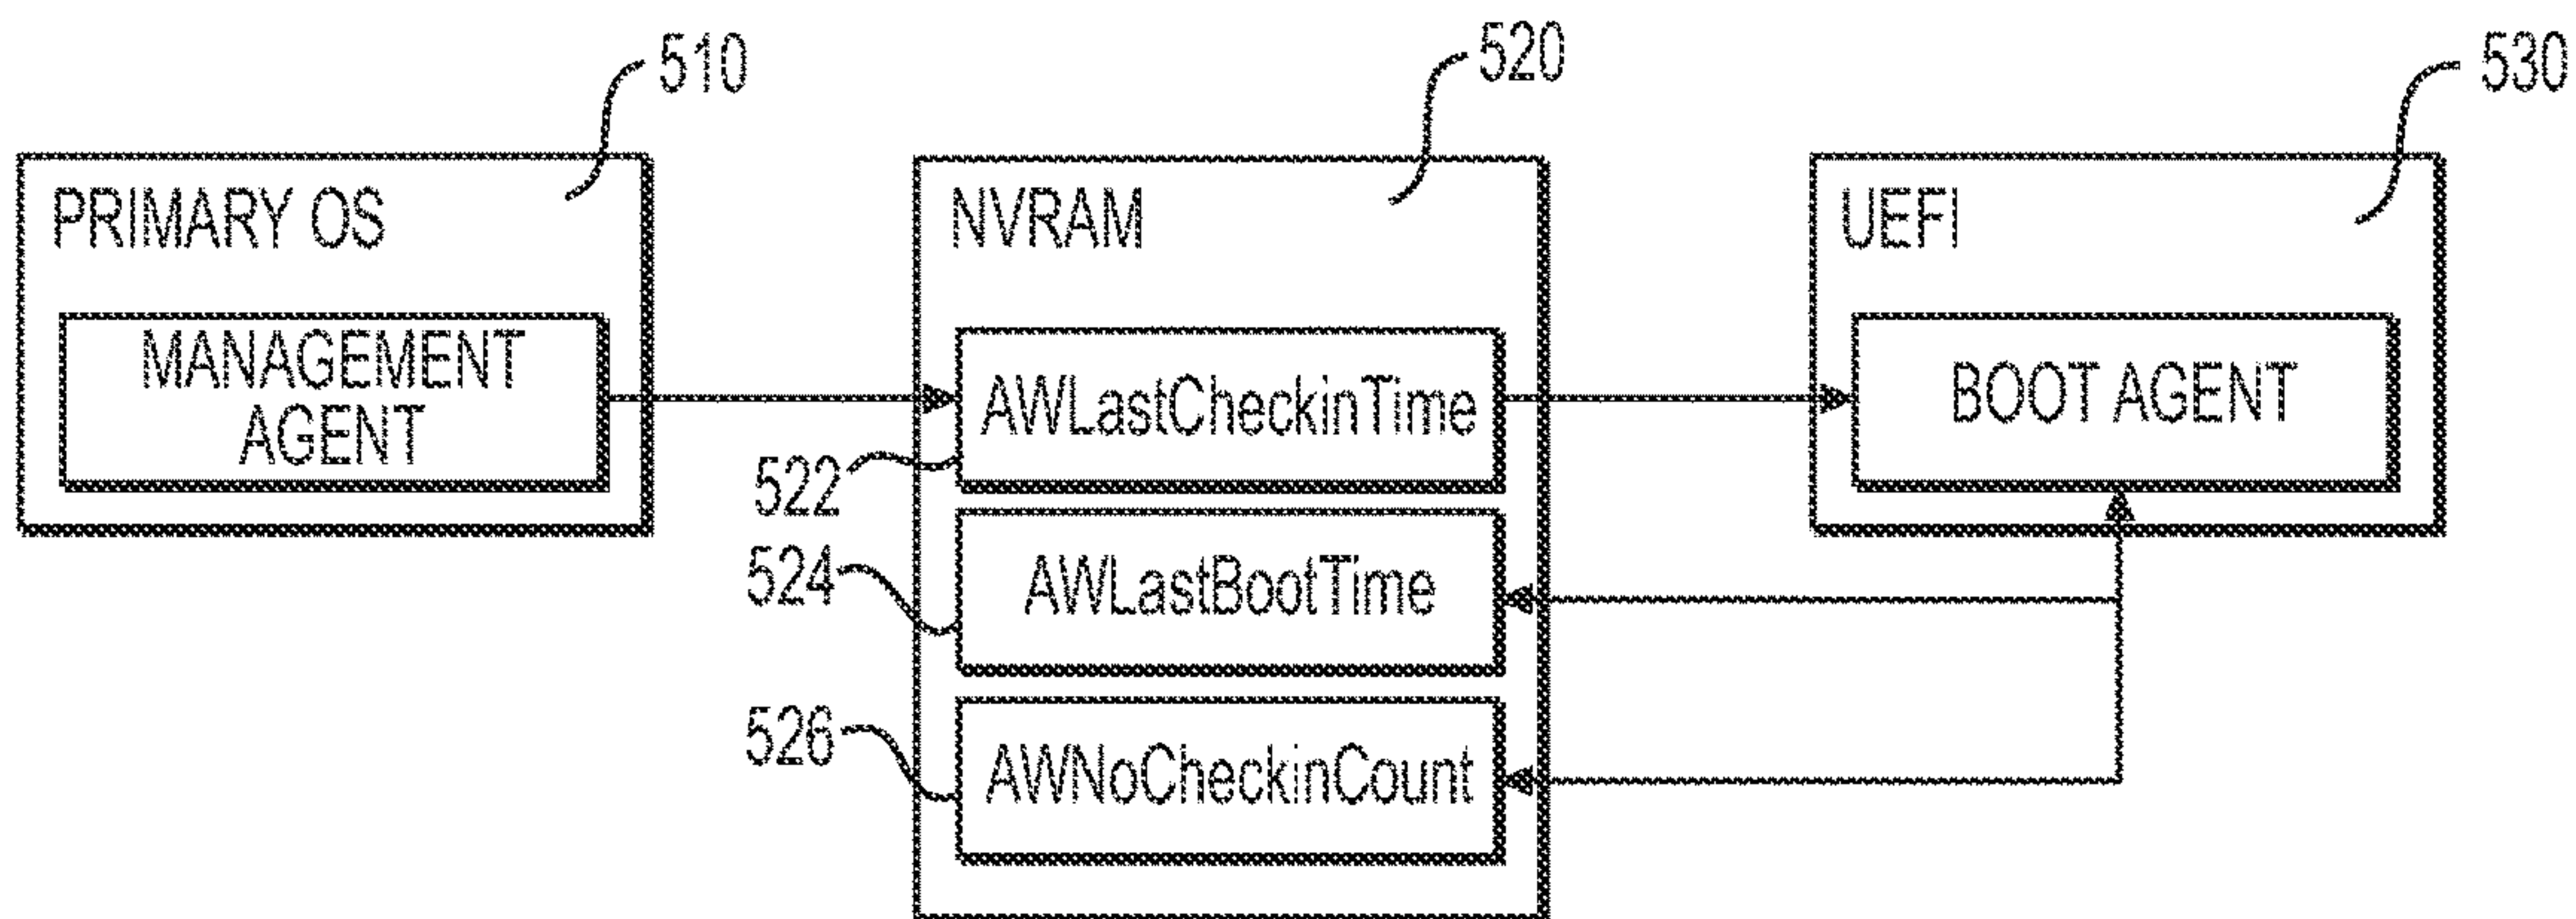 510
520
530
PRIMARY OS
NVRAM
UEFI
MANAGEMENT
AGENT
AWLastCheckinTime
BOOT AGENT
522
524
AWLastBootTime
526
AWNoCheckinCount